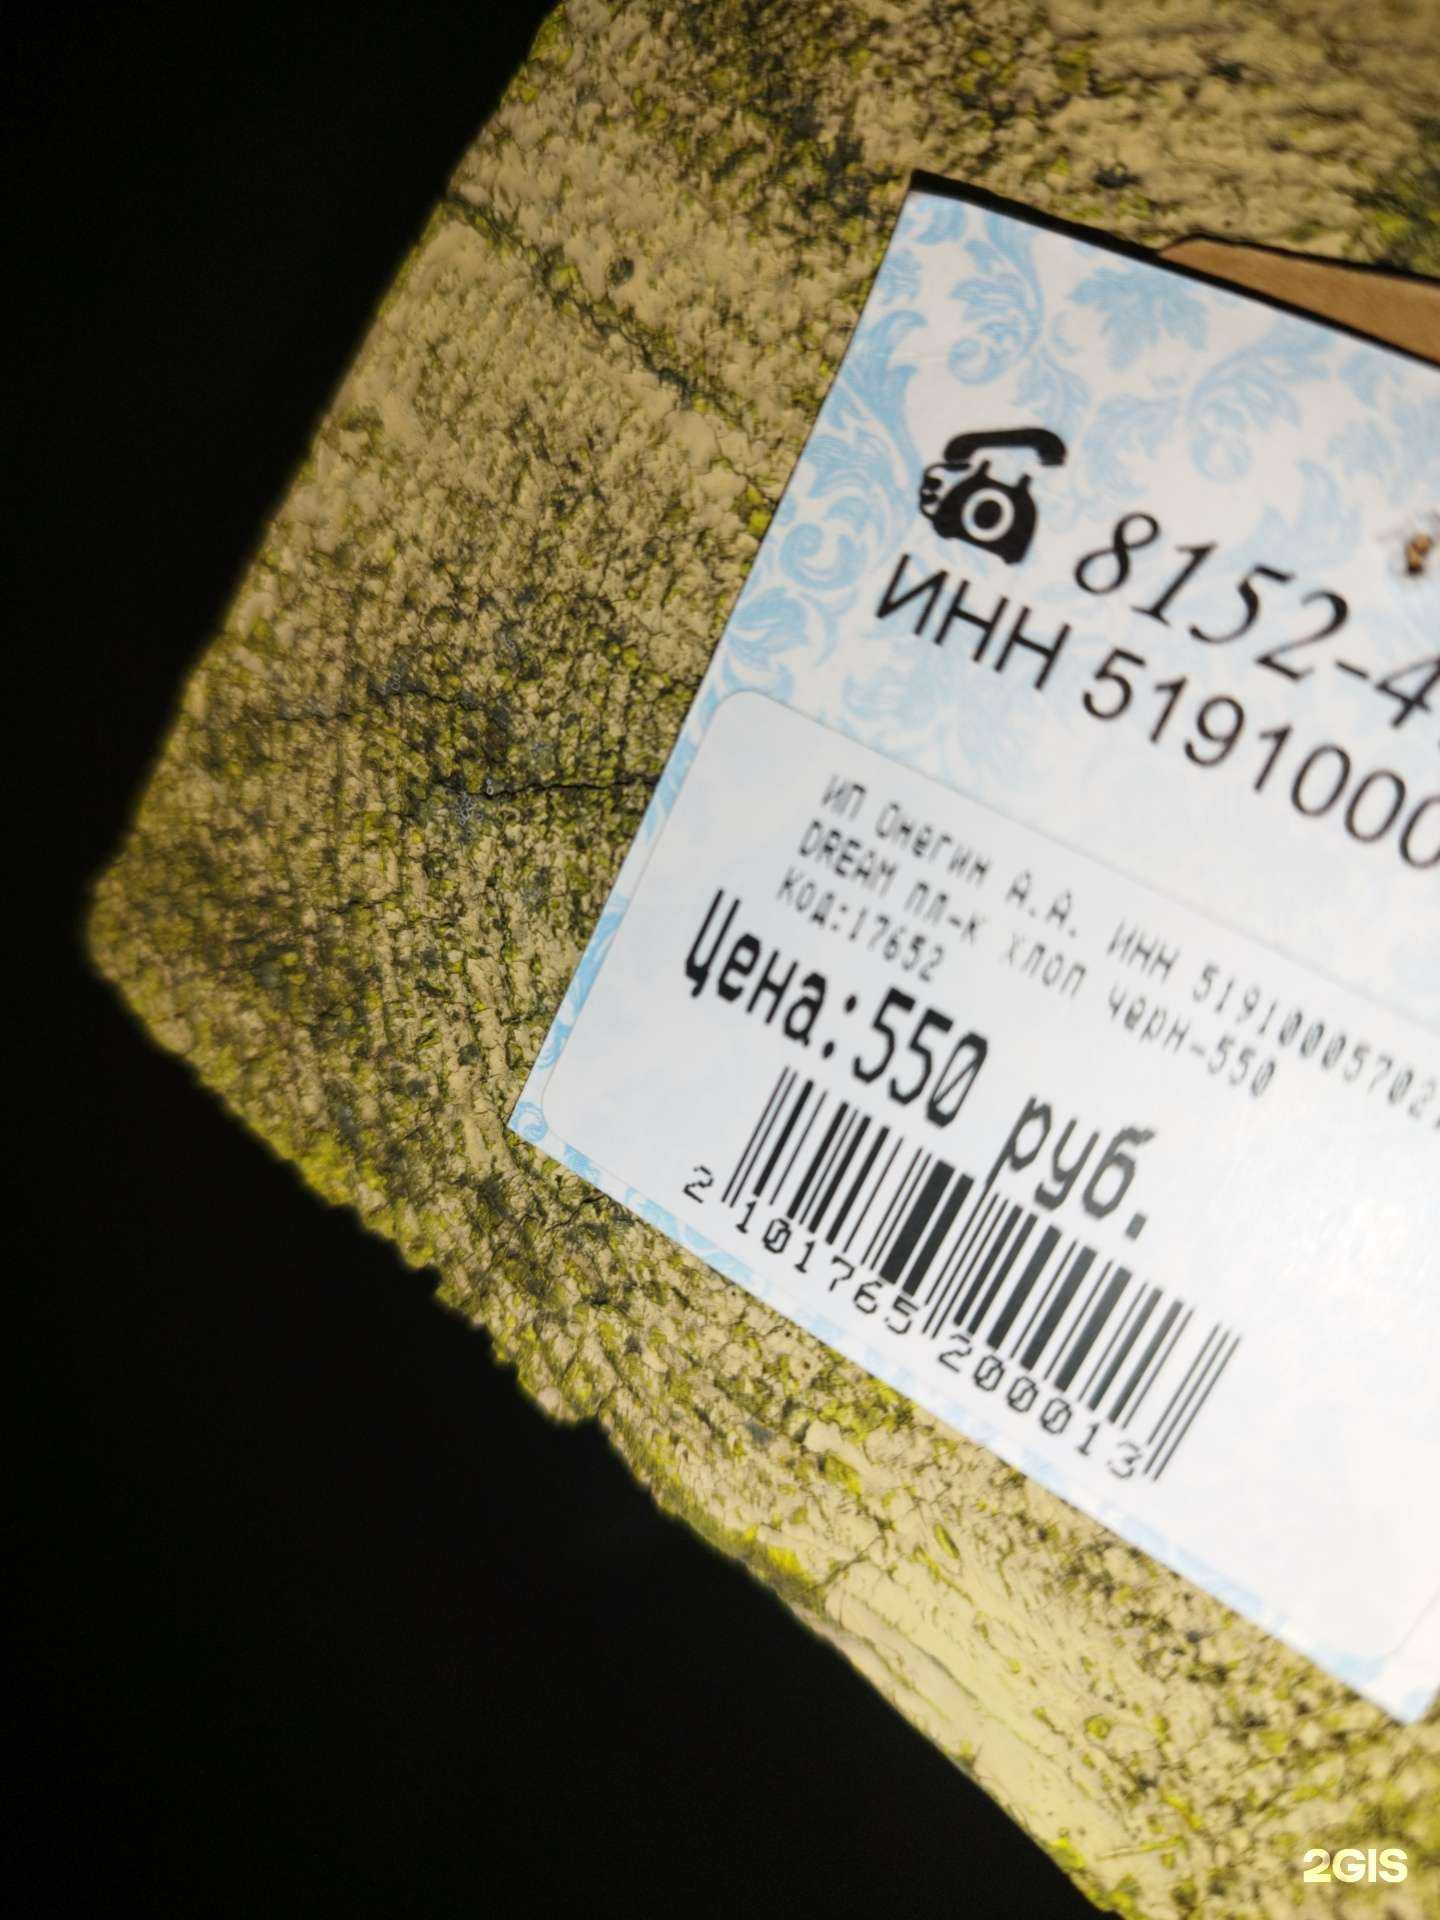 8152-4
ИНН 5191000
ИП Онегин А.А. ИНН 51910005702
DREAM пл-к хлоп черн-550
КОД:17652
Цена:550 руб.
2 101765 200013
2GIS